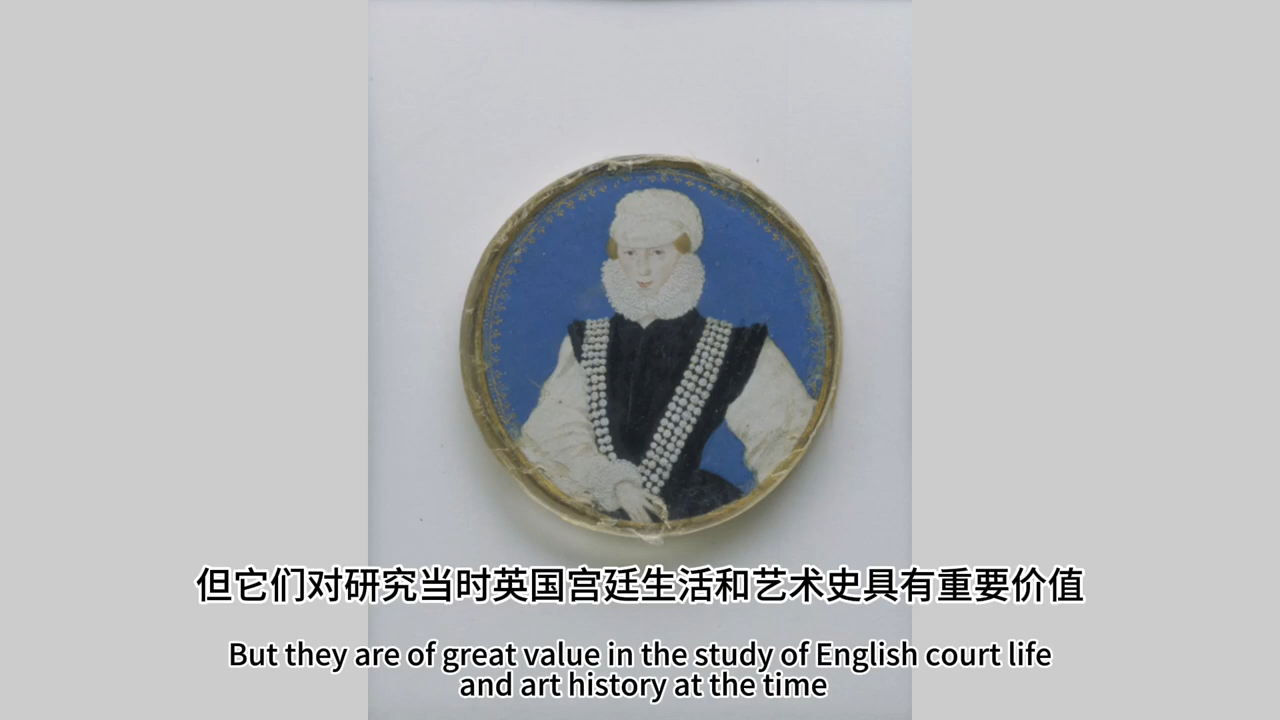 但它们对研究当时英国宫廷生活和艺术史具有重要价值
But they are of great value in the study of English court life
and art history at the time